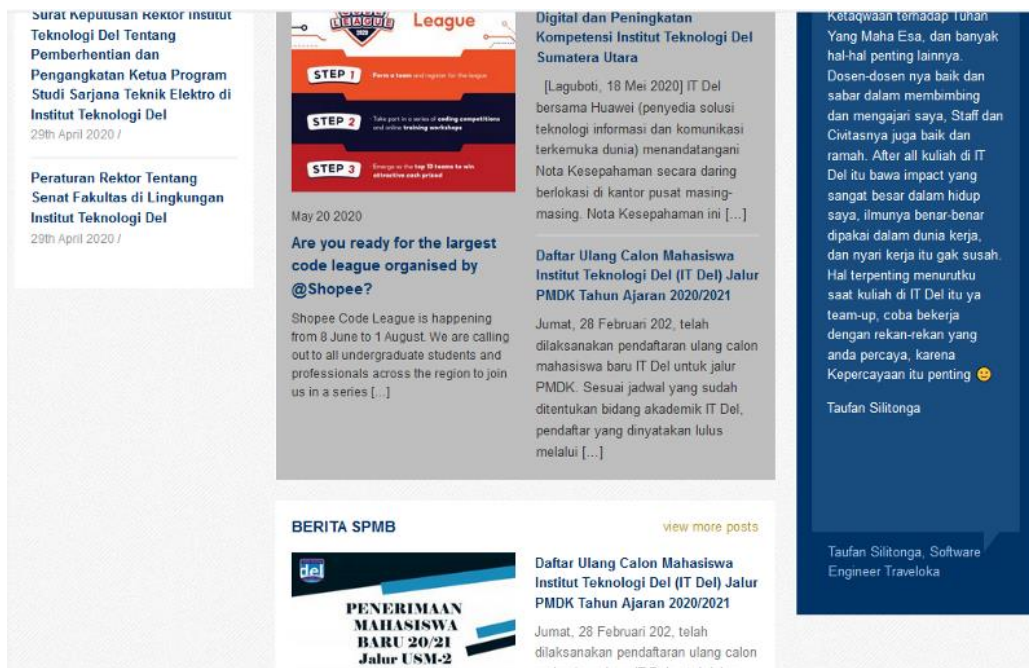 Surat Keputusan Rektor Institut
Teknologi Del Tentang
Pemberhentian dan
Pengangkatan Ketua Program
Studi Sarjana Teknik Elektro di
Institut Teknologi Del
29th April 2020 /
Peraturan Rektor Tentang
Senat Fakultas di Lingkungan
Institut Teknologi Del
29th April 2020 /
LEAGUE
2020
League
STEP 1
Form a team and register for the league
STEP 2
Take part in a series of coding competitions
and online training workshops
STEP 3
Emerge as the top 10 teams to win
attractive cash prizes!
May 20 2020
Are you ready for the largest
code league organised by
@Shopee?
Shopee Code League is happening
from 8 June to 1 August. We are calling
out to all undergraduate students and
professionals across the region to join
us in a series […]
Digital dan Peningkatan
Kompetensi Institut Teknologi Del
Sumatera Utara
[Laguboti, 18 Mei 2020] IT Del
bersama Huawei (penyedia solusi
teknologi informasi dan komunikasi
terkemuka dunia) menandatangani
Nota Kesepahaman secara daring
berlokasi di kantor pusat masing-
masing. Nota Kesepahaman ini […]
Daftar Ulang Calon Mahasiswa
Institut Teknologi Del (IT Del) Jalur
PMDK Tahun Ajaran 2020/2021
Jumat, 28 Februari 202, telah
dilaksanakan pendaftaran ulang calon
mahasiswa baru IT Del untuk jalur
PMDK. Sesuai jadwal yang sudah
ditentukan bidang akademik IT Del,
pendaftar yang dinyatakan lulus
melalui […]
BERITA SPMB
view more posts
del
PENERIMAAN
MAHASISWA
BARU 20/21
Jalur USM-2
Daftar Ulang Calon Mahasiswa
Institut Teknologi Del (IT Del) Jalur
PMDK Tahun Ajaran 2020/2021
Jumat, 28 Februari 202, telah
dilaksanakan pendaftaran ulang calon
Ketaqwaan terhadap Tuhan
Yang Maha Esa, dan banyak
hal-hal penting lainnya.
Dosen-dosen nya baik dan
sabar dalam membimbing
dan mengajari saya, Staff dan
Civitasnya juga baik dan
ramah. After all kuliah di IT
Del itu bawa impact yang
sangat besar dalam hidup
saya, ilmunya benar-benar
dipakai dalam dunia kerja,
dan nyari kerja itu gak susah.
Hal terpenting menurutku
saat kuliah di IT Del itu ya
team-up, coba bekerja
dengan rekan-rekan yang
anda percaya, karena
Kepercayaan itu penting 🙂
Taufan Silitonga
Taufan Silitonga, Software
Engineer Traveloka